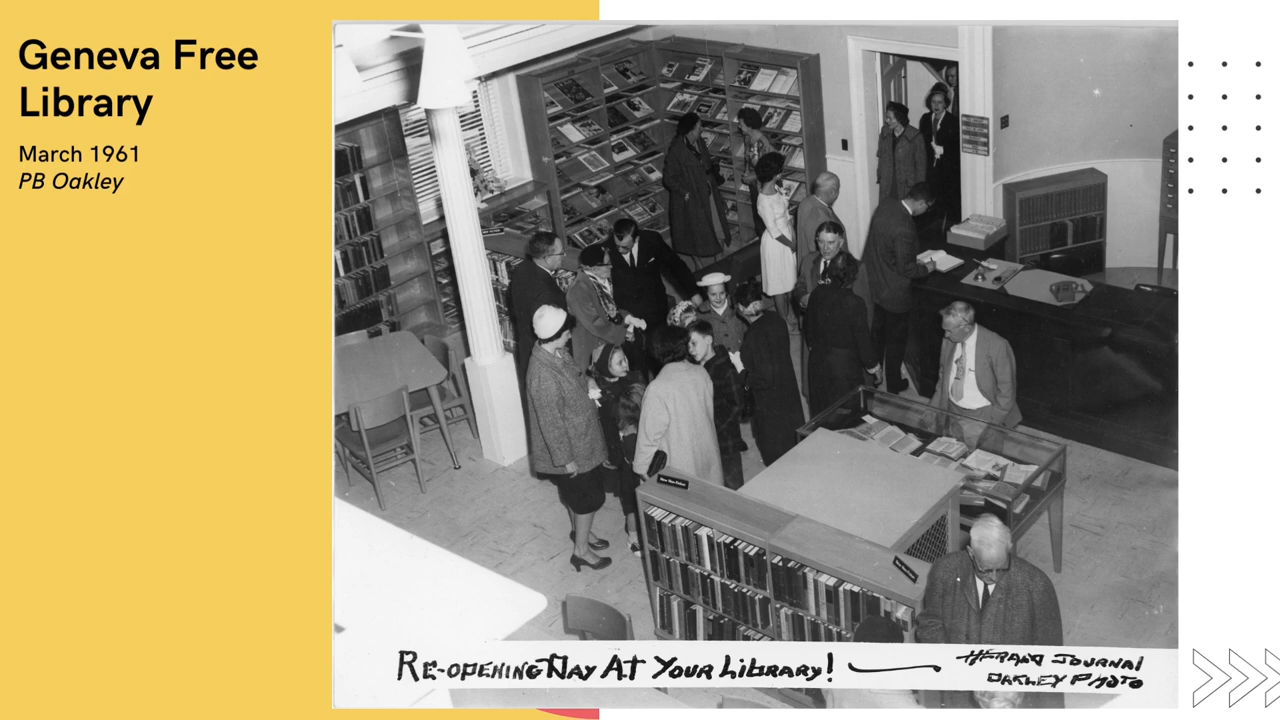 Geneva Free
Library
March 1961
PB Oakley
RE-OPENING DAY AT YOUR LIBRARY! — HERALD JOURNAL
OAKLEY PHOTO